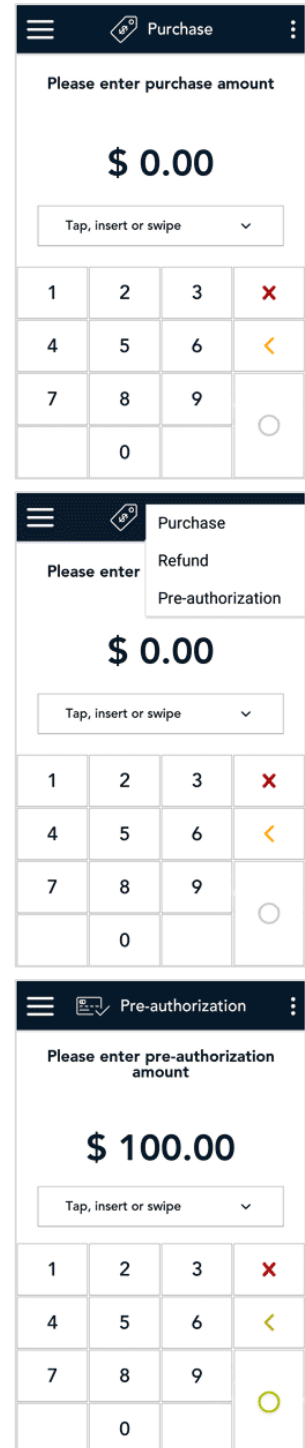 Purchase
Please enter purchase amount
$ 0.00
Tap, insert or swipe
1 2 3
4 5 6
7 8 9
0
Purchase
Refund
Pre-authorization
Please enter
$ 0.00
Tap, insert or swipe
1 2 3
4 5 6
7 8 9
0
Pre-authorization
Please enter pre-authorization
amount
$ 100.00
Tap, insert or swipe
1 2 3
4 5 6
7 8 9
0